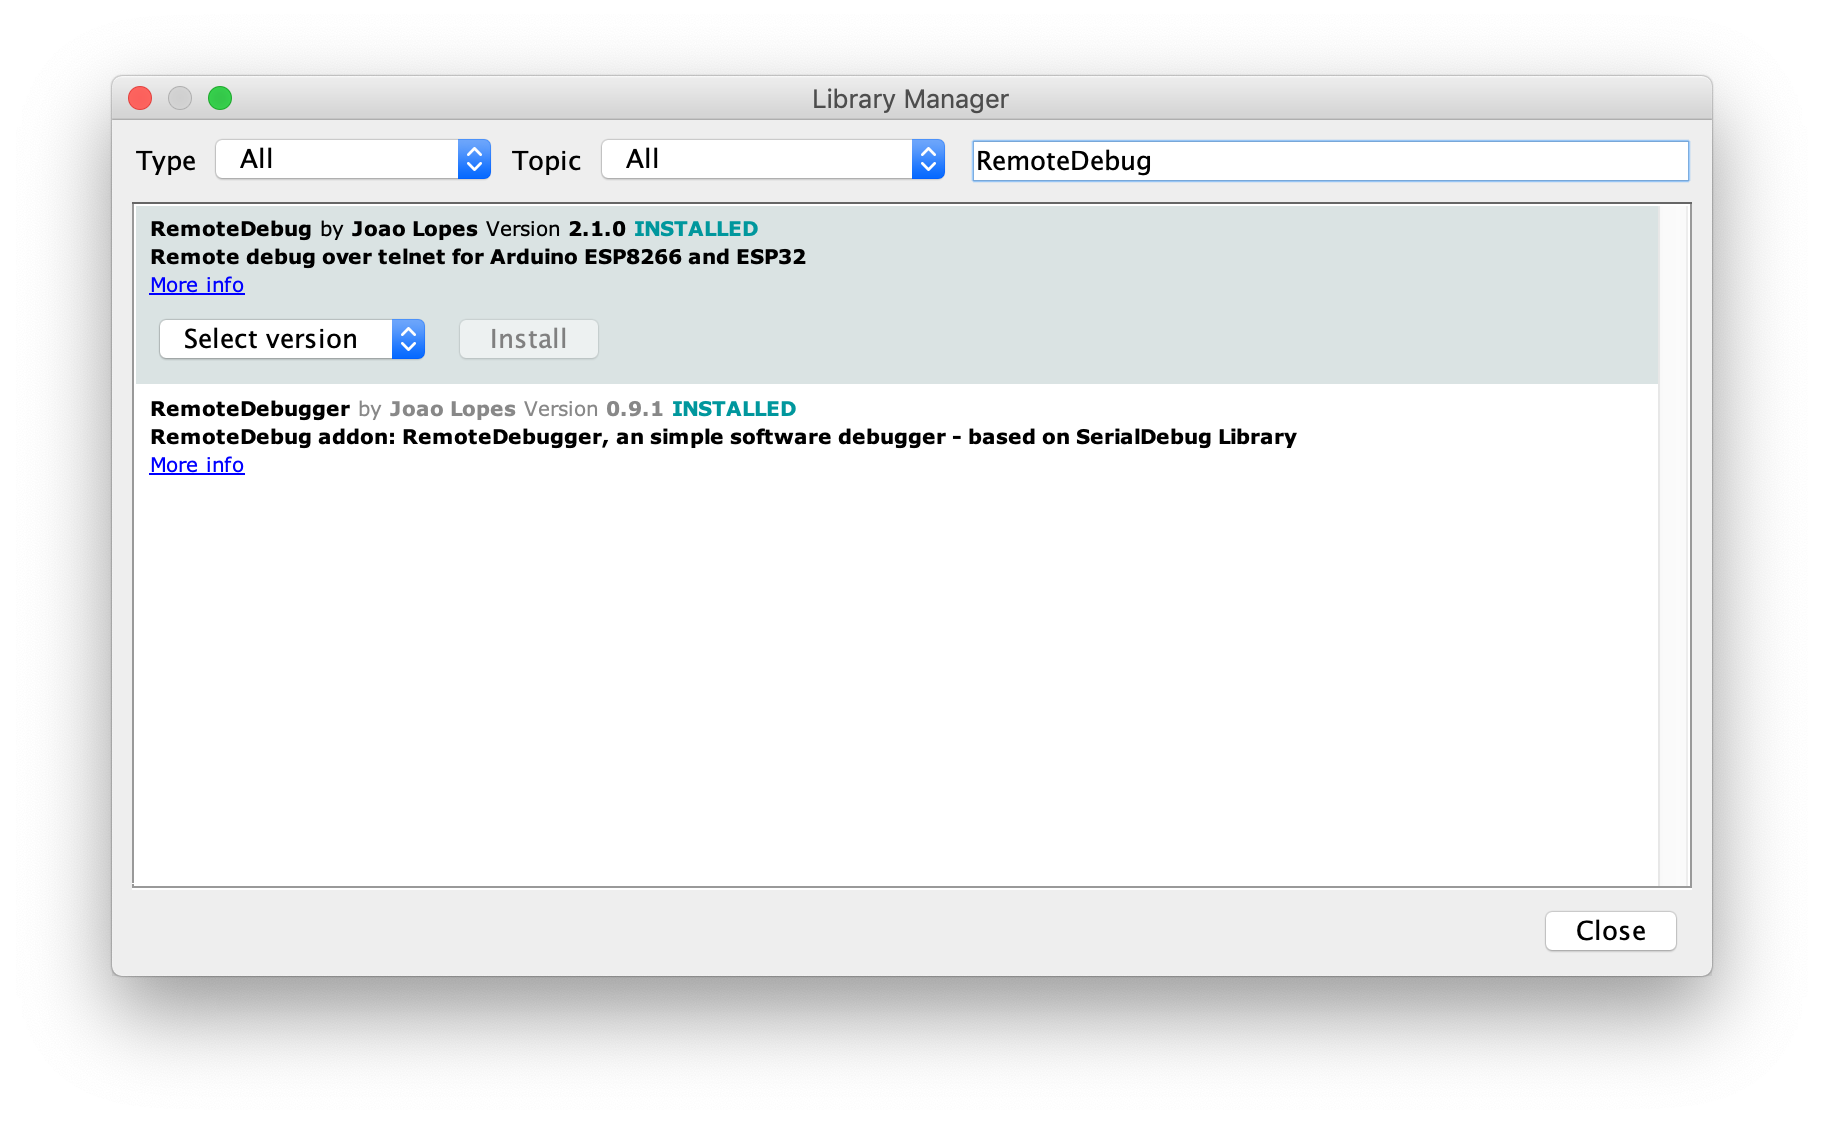 Library Manager
Type All Topic All RemoteDebug
RemoteDebug by Joao Lopes Version 2.1.0 INSTALLED
Remote debug over telnet for Arduino ESP8266 and ESP32
More info
Select version Install
RemoteDebugger by Joao Lopes Version 0.9.1 INSTALLED
RemoteDebug addon: RemoteDebugger, an simple software debugger - based on SerialDebug Library
More info
Close